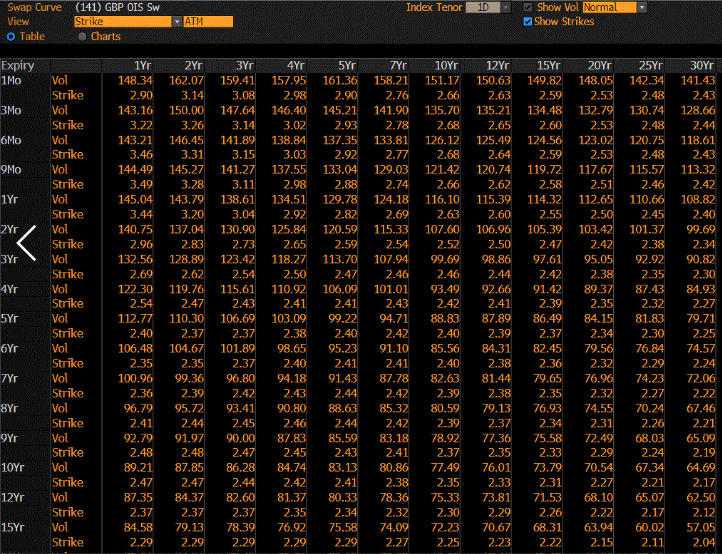 Swap Curve (141) GBP OIS Sw Index Tenor 1D Show Vol Normal
View Strike ATM Show Strikes
Table Charts
Expiry 1Yr 2Yr 3Yr 4Yr 5Yr 7Yr 10Yr 12Yr 15Yr 20Yr 25Yr 30Yr
1Mo Vol 148.34 162.07 159.41 157.95 161.36 158.21 151.17 150.63 149.82 148.05 142.34 141.43
Strike 2.90 3.14 3.08 2.98 2.90 2.76 2.66 2.63 2.59 2.53 2.48 2.43
3Mo Vol 143.16 150.00 147.64 146.40 145.21 141.90 135.70 135.21 134.48 132.79 130.74 128.66
Strike 3.22 3.26 3.14 3.02 2.93 2.78 2.68 2.65 2.60 2.53 2.48 2.44
6Mo Vol 143.21 146.45 141.89 138.84 137.35 133.81 126.12 125.49 124.56 123.02 120.75 118.61
Strike 3.46 3.31 3.15 3.03 2.92 2.77 2.68 2.64 2.59 2.53 2.48 2.43
9Mo Vol 144.49 145.27 141.27 137.55 133.04 129.03 121.42 120.74 119.72 117.67 115.57 113.32
Strike 3.49 3.28 3.11 2.98 2.88 2.74 2.66 2.62 2.58 2.51 2.46 2.42
1Yr Vol 145.04 143.79 138.61 134.51 129.78 124.18 116.10 115.39 114.32 112.65 110.66 108.82
Strike 3.44 3.20 3.04 2.92 2.82 2.69 2.63 2.60 2.55 2.50 2.45 2.40
2Yr Vol 140.75 137.04 130.90 125.84 120.59 115.33 107.60 106.96 105.39 103.42 101.37 99.69
Strike 2.96 2.83 2.73 2.65 2.59 2.54 2.52 2.50 2.47 2.42 2.38 2.34
3Yr Vol 132.56 128.89 123.42 118.27 113.70 107.94 99.69 98.86 97.61 95.05 92.92 90.82
Strike 2.69 2.62 2.54 2.50 2.47 2.46 2.46 2.44 2.42 2.38 2.35 2.30
4Yr Vol 122.30 119.76 115.61 110.92 106.09 101.01 93.49 92.66 91.42 89.37 87.43 84.93
Strike 2.54 2.47 2.43 2.41 2.41 2.43 2.42 2.41 2.39 2.35 2.32 2.27
5Yr Vol 112.77 110.30 106.69 103.09 99.22 94.71 88.83 87.89 86.49 84.15 81.83 79.71
Strike 2.40 2.37 2.37 2.38 2.40 2.42 2.40 2.39 2.37 2.34 2.30 2.25
6Yr Vol 106.48 104.67 101.89 98.65 95.23 91.10 85.56 84.31 82.45 79.56 76.84 74.57
Strike 2.35 2.35 2.37 2.40 2.41 2.41 2.40 2.38 2.36 2.32 2.29 2.24
7Yr Vol 100.96 99.36 96.80 94.18 91.43 87.78 82.63 81.44 79.65 76.96 74.23 72.06
Strike 2.36 2.39 2.42 2.43 2.44 2.42 2.39 2.38 2.35 2.32 2.27 2.22
8Yr Vol 96.79 95.72 93.41 90.80 88.63 85.32 80.58 79.13 76.93 74.55 70.24 67.46
Strike 2.41 2.44 2.45 2.46 2.44 2.42 2.39 2.37 2.34 2.31 2.26 2.21
9Yr Vol 92.79 91.97 90.00 87.83 85.59 83.18 78.92 77.36 75.58 72.49 68.03 65.09
Strike 2.48 2.48 2.47 2.45 2.43 2.41 2.37 2.35 2.33 2.29 2.24 2.19
10Yr Vol 89.21 87.85 86.28 84.74 83.13 80.86 77.49 76.01 73.79 70.54 67.34 64.69
Strike 2.47 2.47 2.44 2.42 2.41 2.38 2.35 2.33 2.31 2.27 2.21 2.17
12Yr Vol 87.35 84.37 82.60 81.37 80.33 78.36 75.33 73.81 71.53 68.10 65.07 62.50
Strike 2.37 2.37 2.37 2.35 2.34 2.32 2.30 2.29 2.26 2.22 2.17 2.12
15Yr Vol 84.58 79.13 78.39 76.92 75.58 74.09 72.23 70.67 68.31 63.94 60.02 57.05
Strike 2.29 2.29 2.29 2.29 2.29 2.27 2.25 2.23 2.22 2.15 2.11 2.04